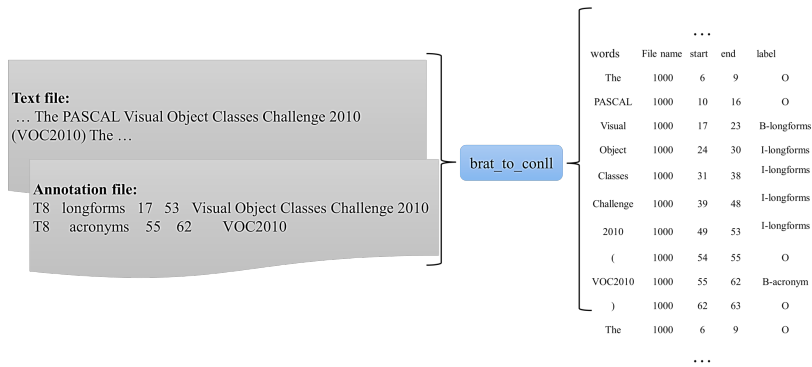 Text file:
… The PASCAL Visual Object Classes Challenge 2010
(VOC2010) The …
Annotation file:
T8 longforms 17 53 Visual Object Classes Challenge 2010
T8 acronyms 55 62 VOC2010
brat_to_conll
…
words File name start end label
The 1000 6 9 O
PASCAL 1000 10 16 O
Visual 1000 17 23 B-longforms
Object 1000 24 30 I-longforms
Classes 1000 31 38 I-longforms
Challenge 1000 39 48 I-longforms
2010 1000 49 53 I-longforms
( 1000 54 55 O
VOC2010 1000 55 62 B-acronym
) 1000 62 63 O
The 1000 6 9 O
…